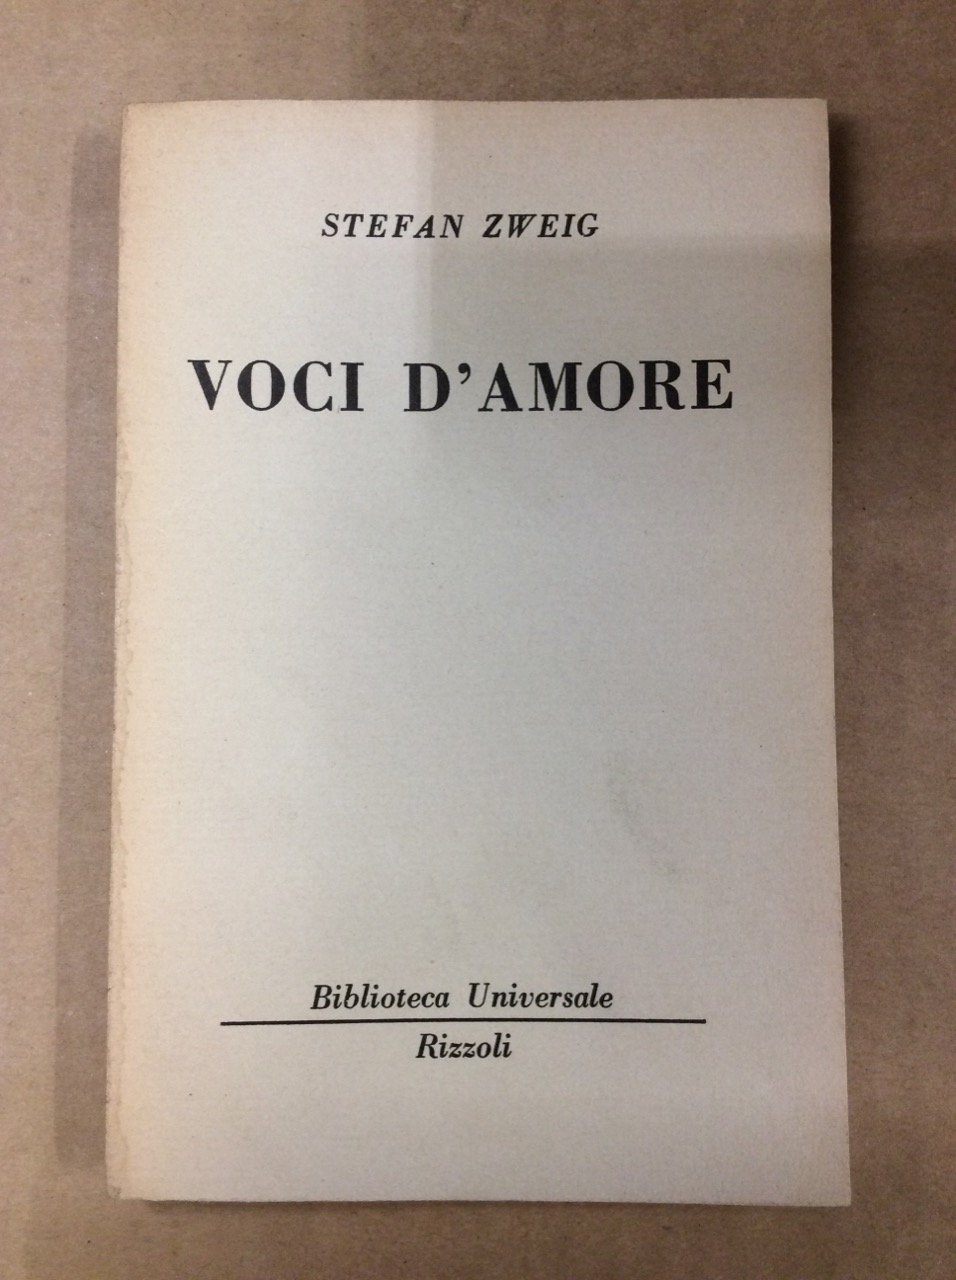 STEFAN ZWEIG
VOCI D'AMORE
Biblioteca Universale
Rizzoli